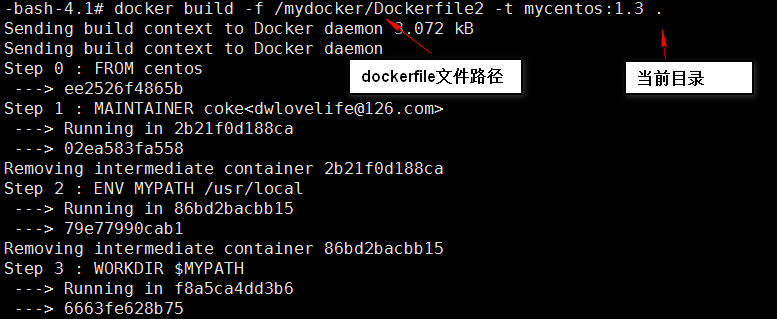 -bash-4.1# docker build -f /mydocker/Dockerfile2 -t mycentos:1.3 .
Sending build context to Docker daemon 3.072 kB
Sending build context to Docker daemon
Step 0 : FROM centos
dockerfile文件路径
当前目录
---> ee2526f4865b
Step 1 : MAINTAINER coke<dwlovelife@126.com>
---> Running in 2b21f0d188ca
---> 02ea583fa558
Removing intermediate container 2b21f0d188ca
Step 2 : ENV MYPATH /usr/local
---> Running in 86bd2bacbb15
---> 79e77990cab1
Removing intermediate container 86bd2bacbb15
Step 3 : WORKDIR $MYPATH
---> Running in f8a5ca4dd3b6
---> 6663fe628b75